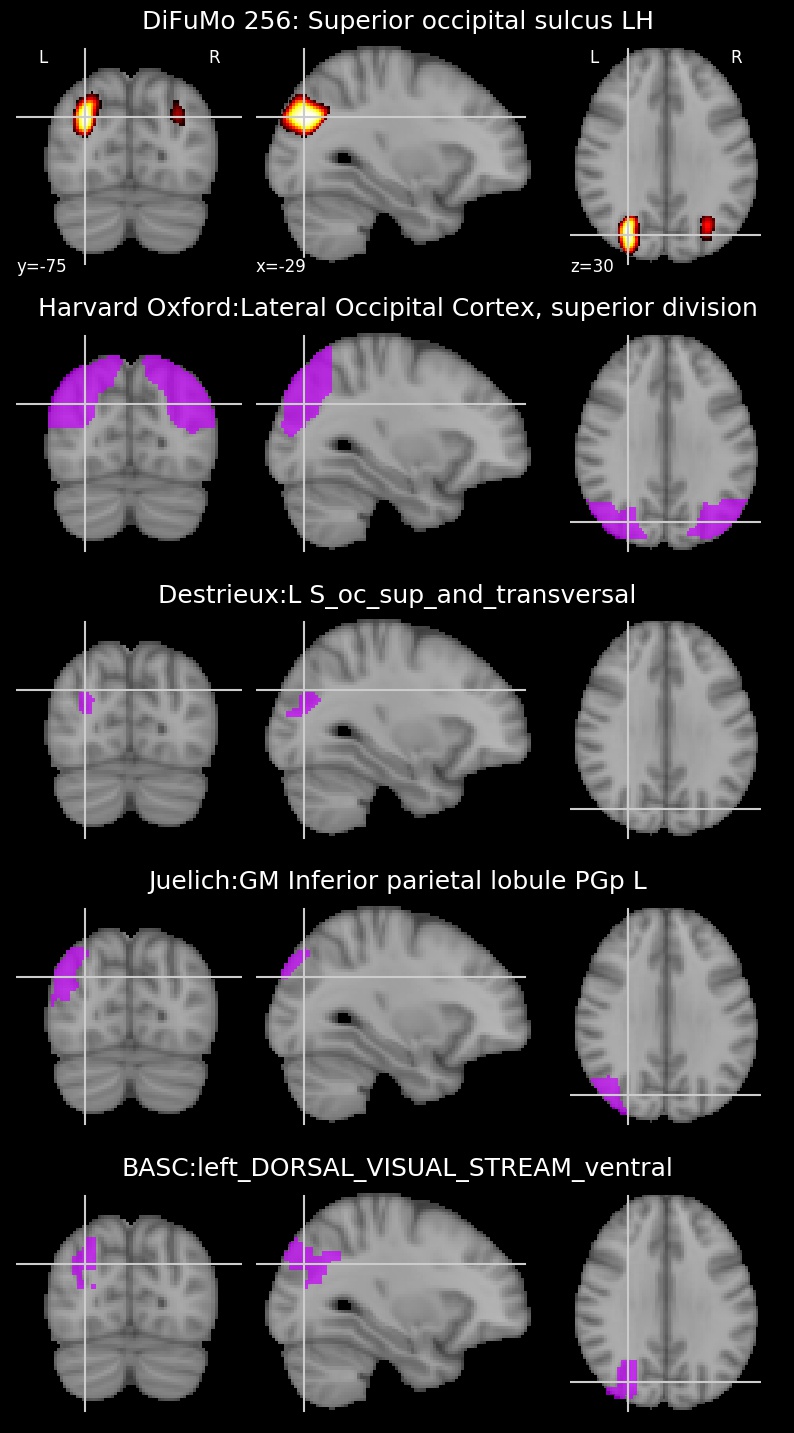 DiFuMo 256: Superior occipital sulcus LH
L R L R
y=-75 x=-29 z=30
Harvard Oxford:Lateral Occipital Cortex, superior division
Destrieux:L S_oc_sup_and_transversal
Juelich:GM Inferior parietal lobule PGp L
BASC:left_DORSAL_VISUAL_STREAM_ventral